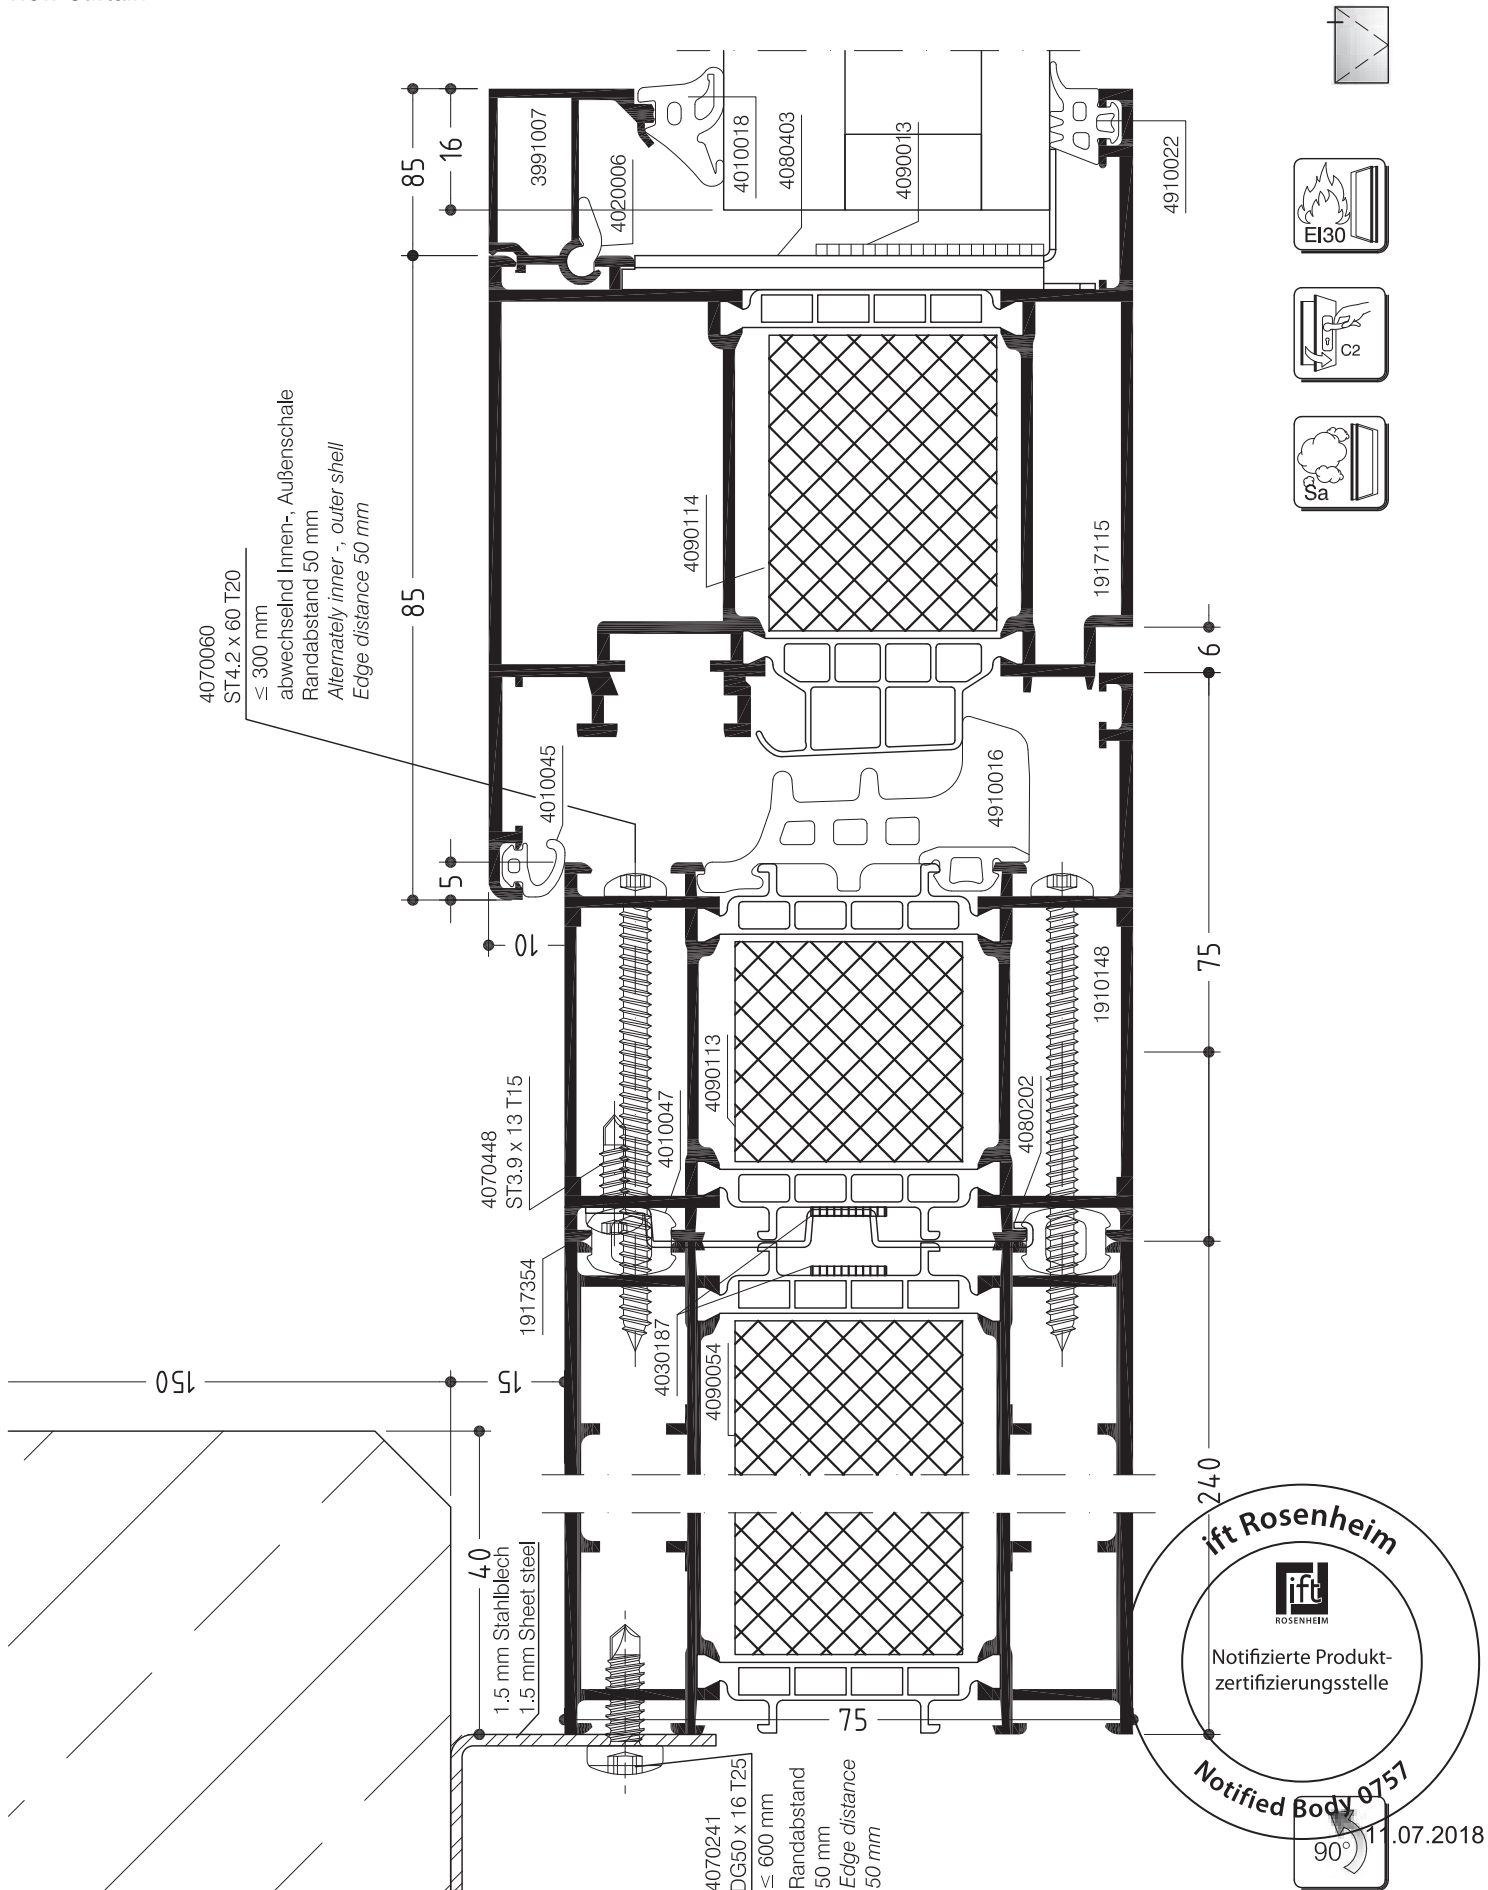 85
16
3991007
4020006
4010018
4080403
4090013
4910022
EI30
C2
Sa
4070060
ST4.2 x 60 T20
≤ 300 mm
abwechselnd Innen-, Außenschale
Randabstand 50 mm
Alternately inner -, outer shell
Edge distance 50 mm
85
4090114
1917115
6
4010045
4910016
5
10
75
1910148
4090113
4070448
ST3.9 x 13 T15
4010047
4080202
1917354
4030187
4090054
150
15
40
1.5 mm Stahlblech
1.5 mm Sheet steel
240
75
4070241
DG50 x 16 T25
≤ 600 mm
Randabstand
50 mm
Edge distance
50 mm
ift Rosenheim
ift
ROSENHEIM
Notifizierte Produkt-
zertifizierungsstelle
Notified Body 0757
90°
11.07.2018